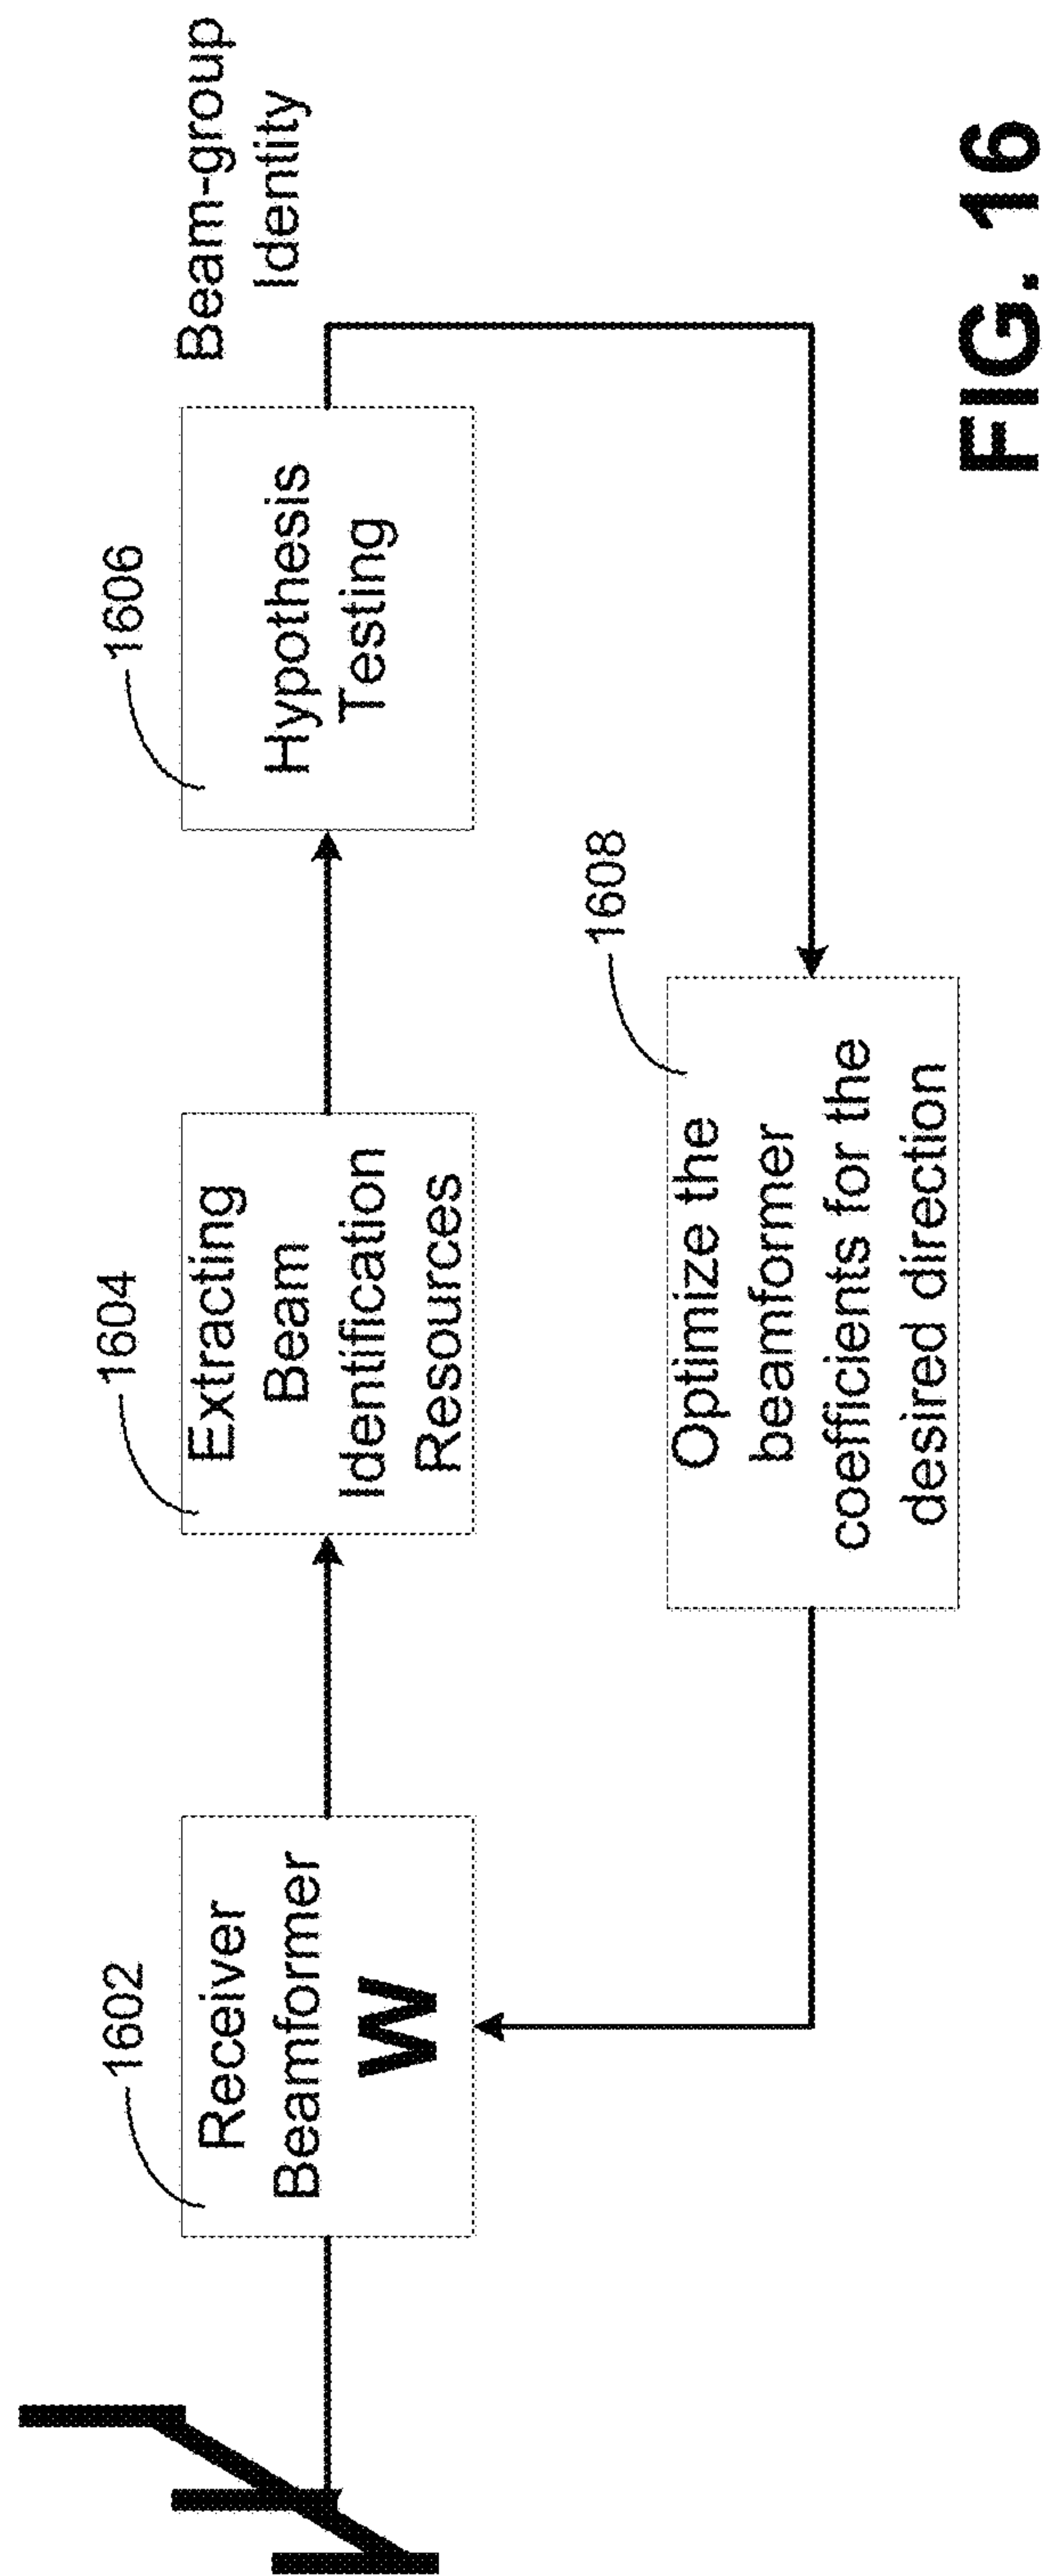 1602
Receiver
Beamformer
W
1604
Extracting
Beam
Identification
Resources
1606
Hypothesis
Testing
Beam-group
Identity
1608
Optimize the
beamformer
coefficients for the
desired direction
FIG. 16